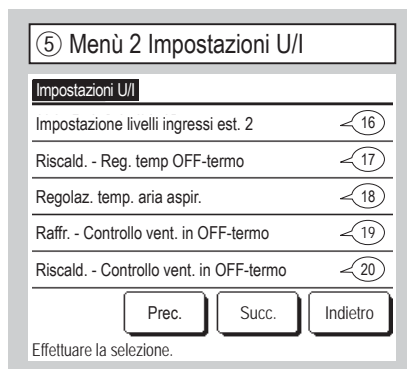 ⑤ Menù 2 Impostazioni U/I
Impostazioni U/I
Impostazione livelli ingressi est. 2 16
Riscald. - Reg. temp OFF-termo 17
Regolaz. temp. aria aspir. 18
Raffr. - Controllo vent. in OFF-termo 19
Riscald. - Controllo vent. in OFF-termo 20
Prec. Succ. Indietro
Effettuare la selezione.